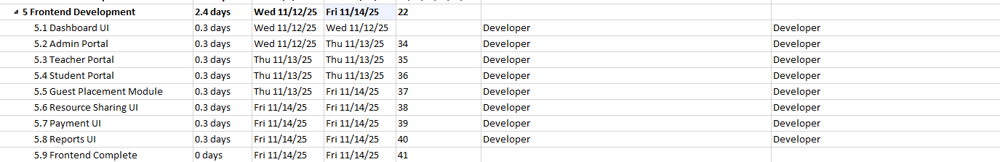 5 Frontend Development 2.4 days Wed 11/12/25 Fri 11/14/25 22
5.1 Dashboard UI 0.3 days Wed 11/12/25 Wed 11/12/25 Developer Developer
5.2 Admin Portal 0.3 days Wed 11/12/25 Thu 11/13/25 34 Developer Developer
5.3 Teacher Portal 0.3 days Thu 11/13/25 Thu 11/13/25 35 Developer Developer
5.4 Student Portal 0.3 days Thu 11/13/25 Thu 11/13/25 36 Developer Developer
5.5 Guest Placement Module 0.3 days Thu 11/13/25 Fri 11/14/25 37 Developer Developer
5.6 Resource Sharing UI 0.3 days Fri 11/14/25 Fri 11/14/25 38 Developer Developer
5.7 Payment UI 0.3 days Fri 11/14/25 Fri 11/14/25 39 Developer Developer
5.8 Reports UI 0.3 days Fri 11/14/25 Fri 11/14/25 40 Developer Developer
5.9 Frontend Complete 0 days Fri 11/14/25 Fri 11/14/25 41